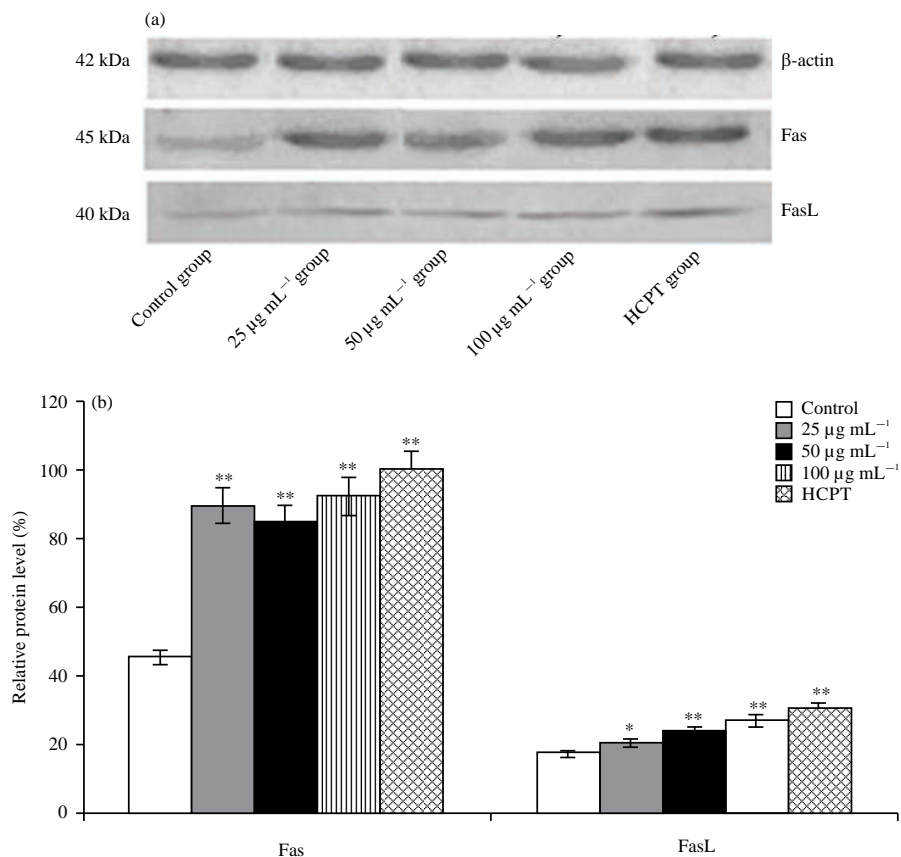 (a)
42 kDa
β-actin
45 kDa
Fas
40 kDa
FasL
Control group
25 µg mL⁻¹ group
50 µg mL⁻¹ group
100 µg mL⁻¹ group
HCPT group
(b)
Relative protein level (%)
120
100
80
60
40
20
0
**
**
**
**
*
**
**
**
Fas
FasL
Control
25 µg mL⁻¹
50 µg mL⁻¹
100 µg mL⁻¹
HCPT